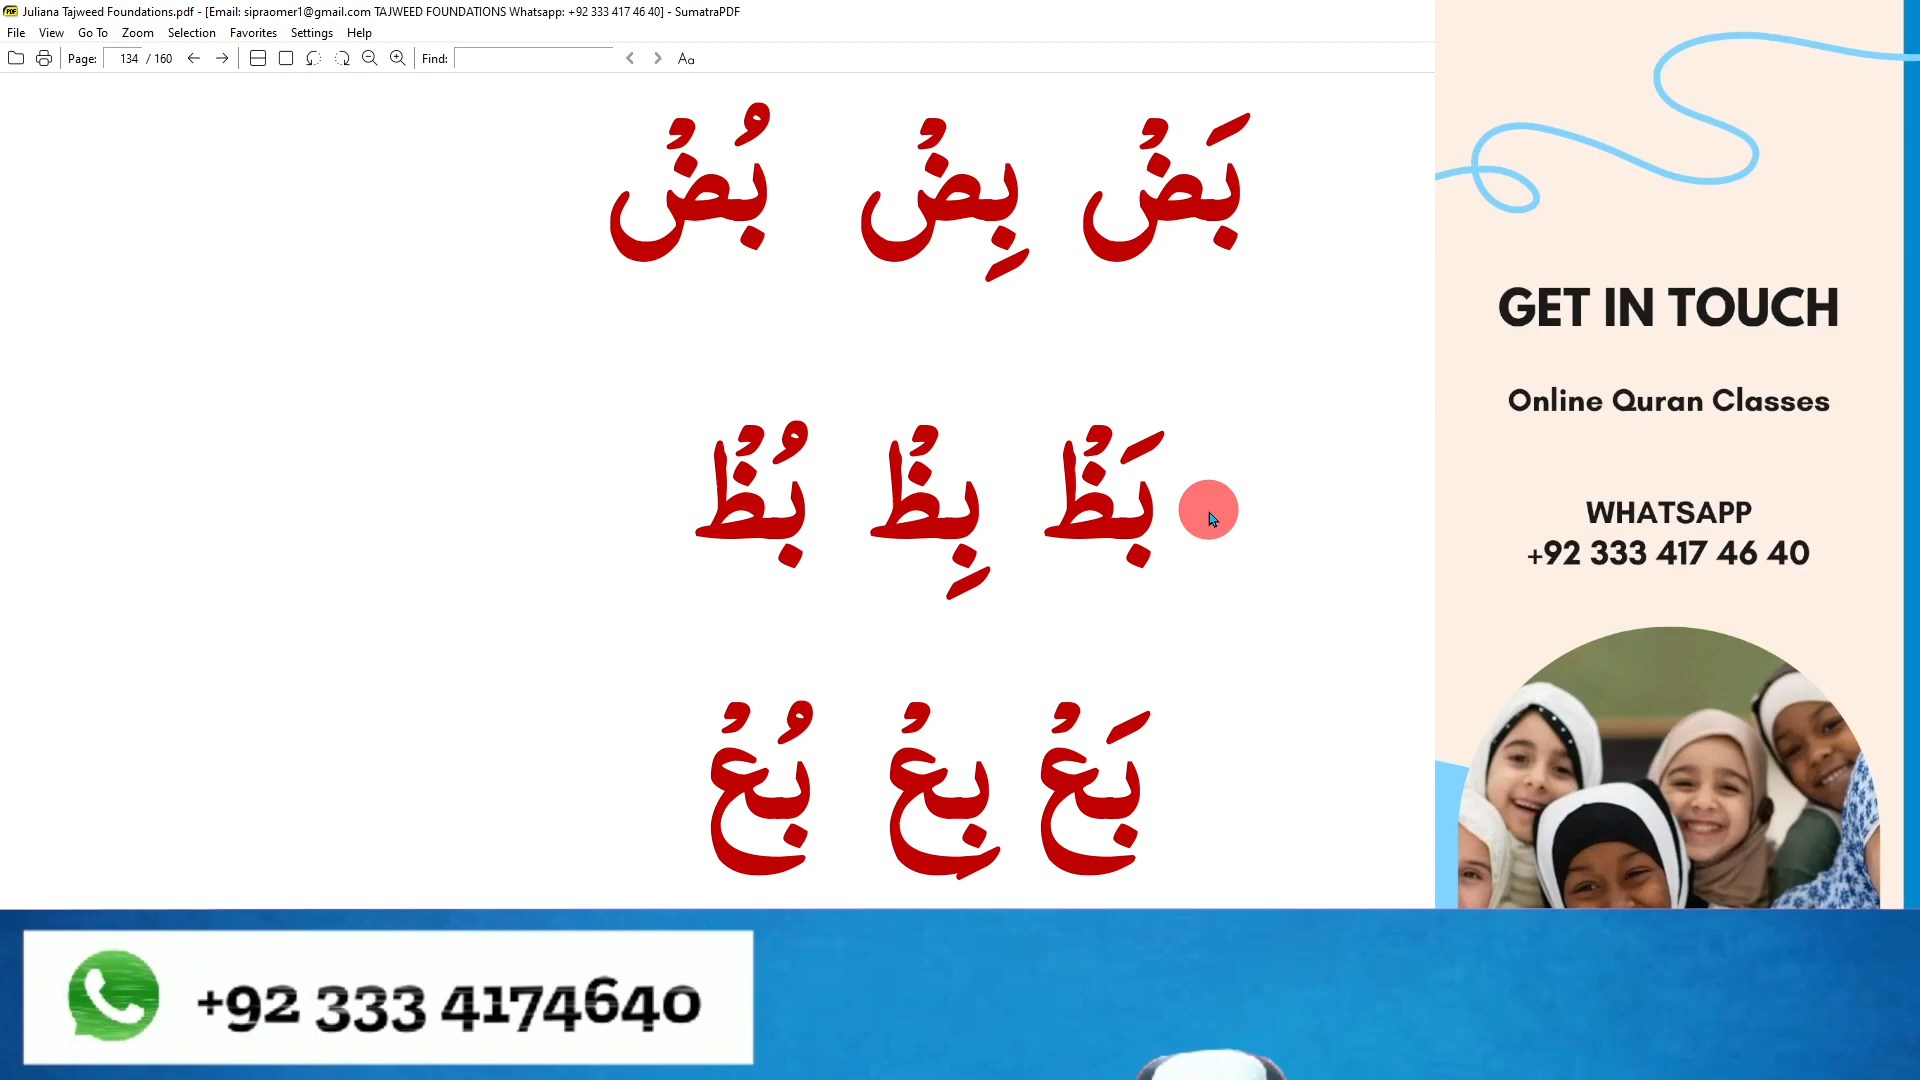 Juliana Tajweed Foundations.pdf - [Email: sipraomer1@gmail.com TAJWEED FOUNDATIONS Whatsapp: +92 333 417 46 40] - SumatraPDF
File View Go To Zoom Selection Favorites Settings Help
Page: 134 / 160 Find: Aa
بَضْ بِضْ بُضْ
بَظْ بِظْ بُظْ
بَعْ بِعْ بُعْ
GET IN TOUCH
Online Quran Classes
WHATSAPP
+92 333 417 46 40
+92 333 4174640